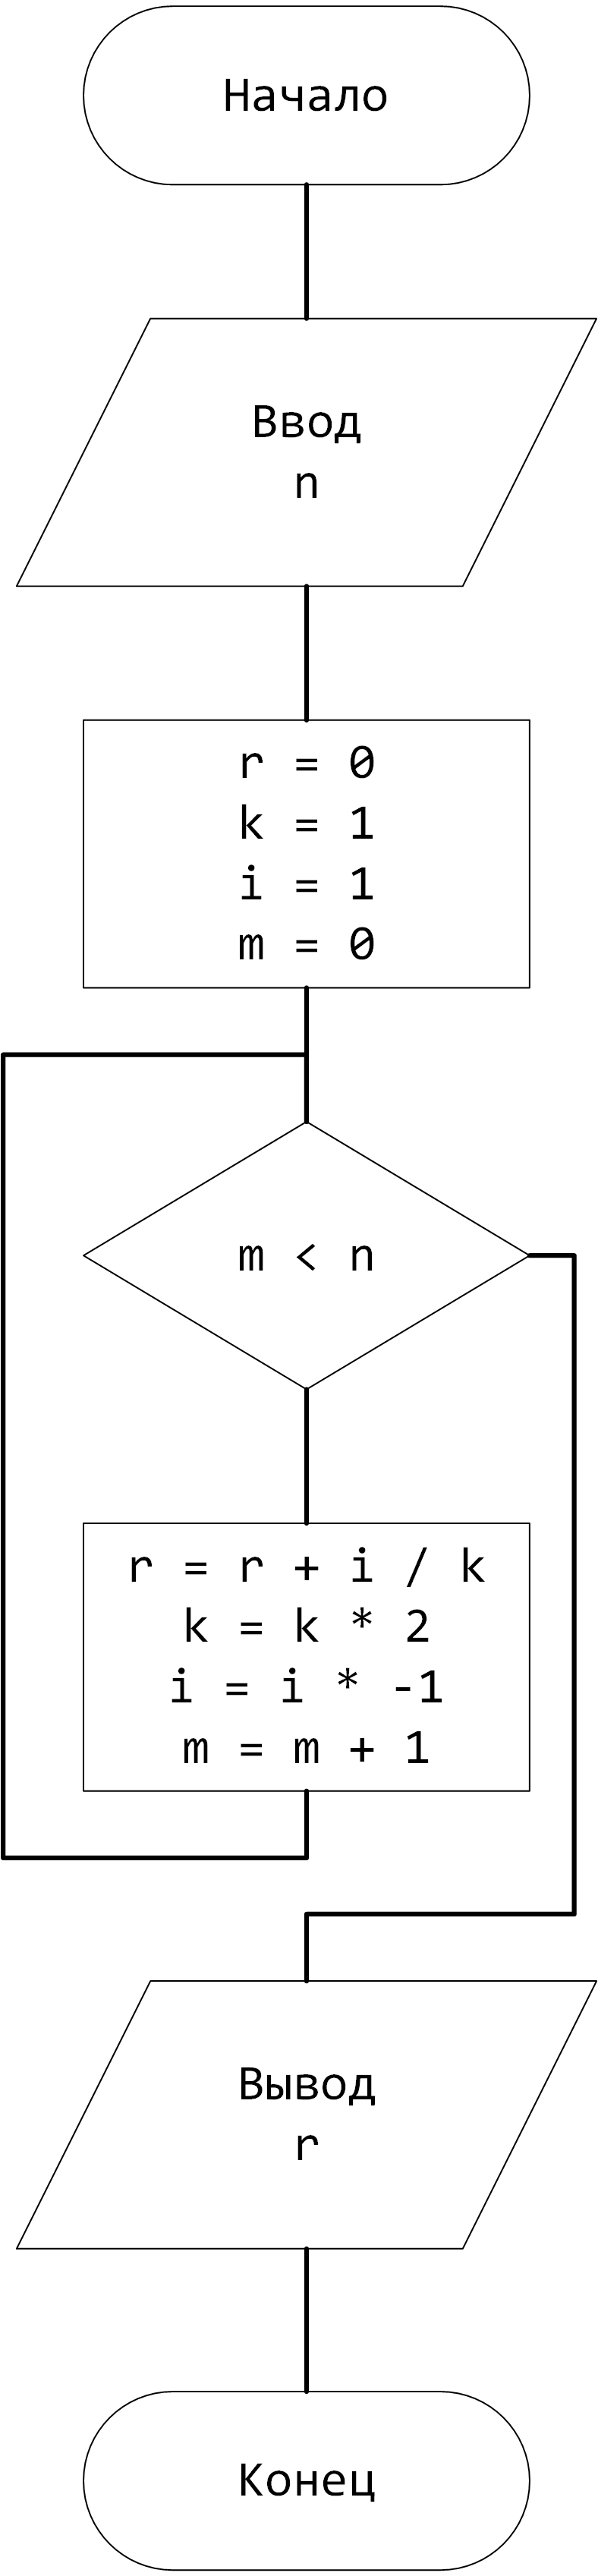 Начало
Ввод
n
r = 0
k = 1
i = 1
m = 0
m < n
r = r + i / k
k = k * 2
i = i * -1
m = m + 1
Вывод
r
Конец